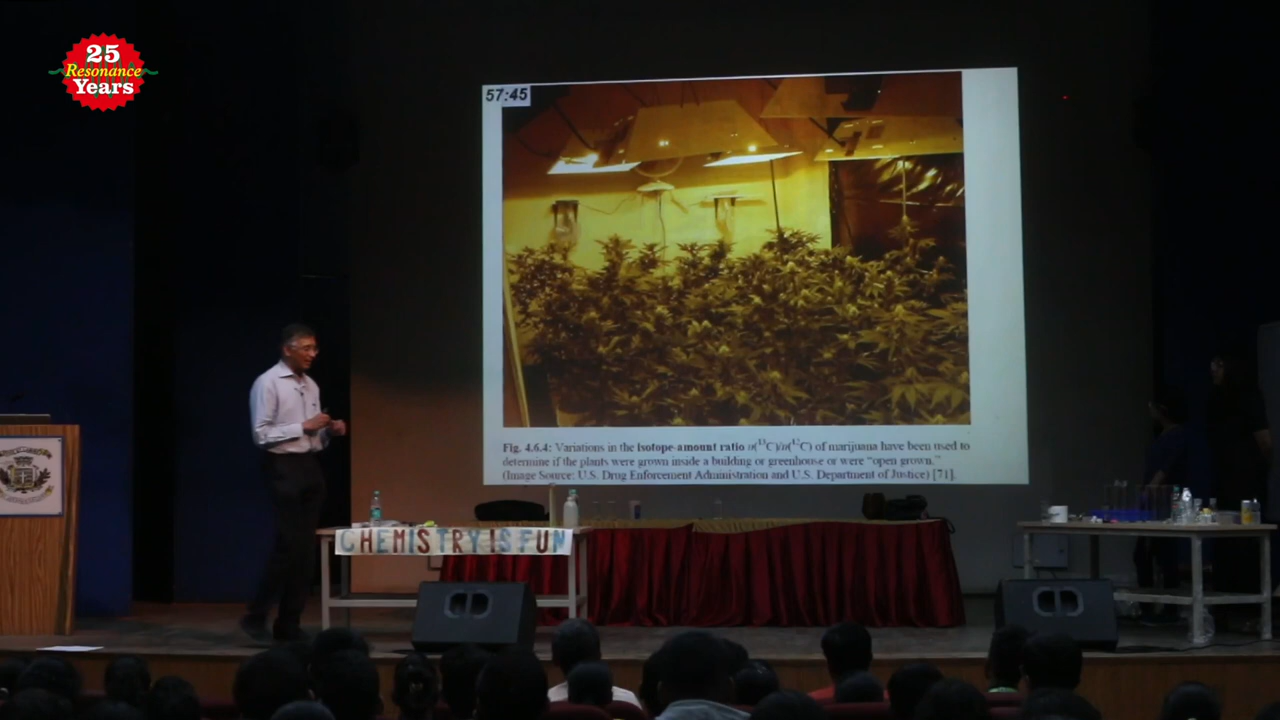 25
Resonance
Years
57:45
Fig. 4.6.4: Variations in the isotope-amount ratio n(¹³C)/n(¹²C) of marijuana have been used to
determine if the plants were grown inside a building or greenhouse or were “open grown.”
(Image Source: U.S. Drug Enforcement Administration and U.S. Department of Justice) [71].
CHEMISTRY IS FUN